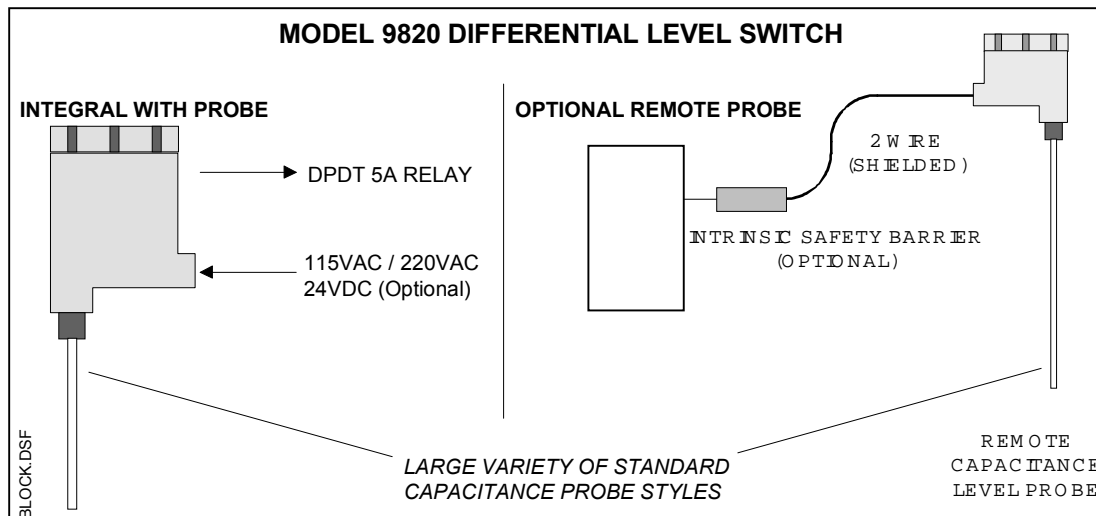 MODEL 9820 DIFFERENTIAL LEVEL SWITCH
INTEGRAL WITH PROBE
DPDT 5A RELAY
115VAC / 220VAC
24VDC (Optional)
OPTIONAL REMOTE PROBE
2 WIRE
(SHIELDED)
INTRINSIC SAFETY BARRIER
(OPTIONAL)
LARGE VARIETY OF STANDARD
CAPACITANCE PROBE STYLES
REMOTE
CAPACITANCE
LEVEL PROBE
BLOCK.DSF